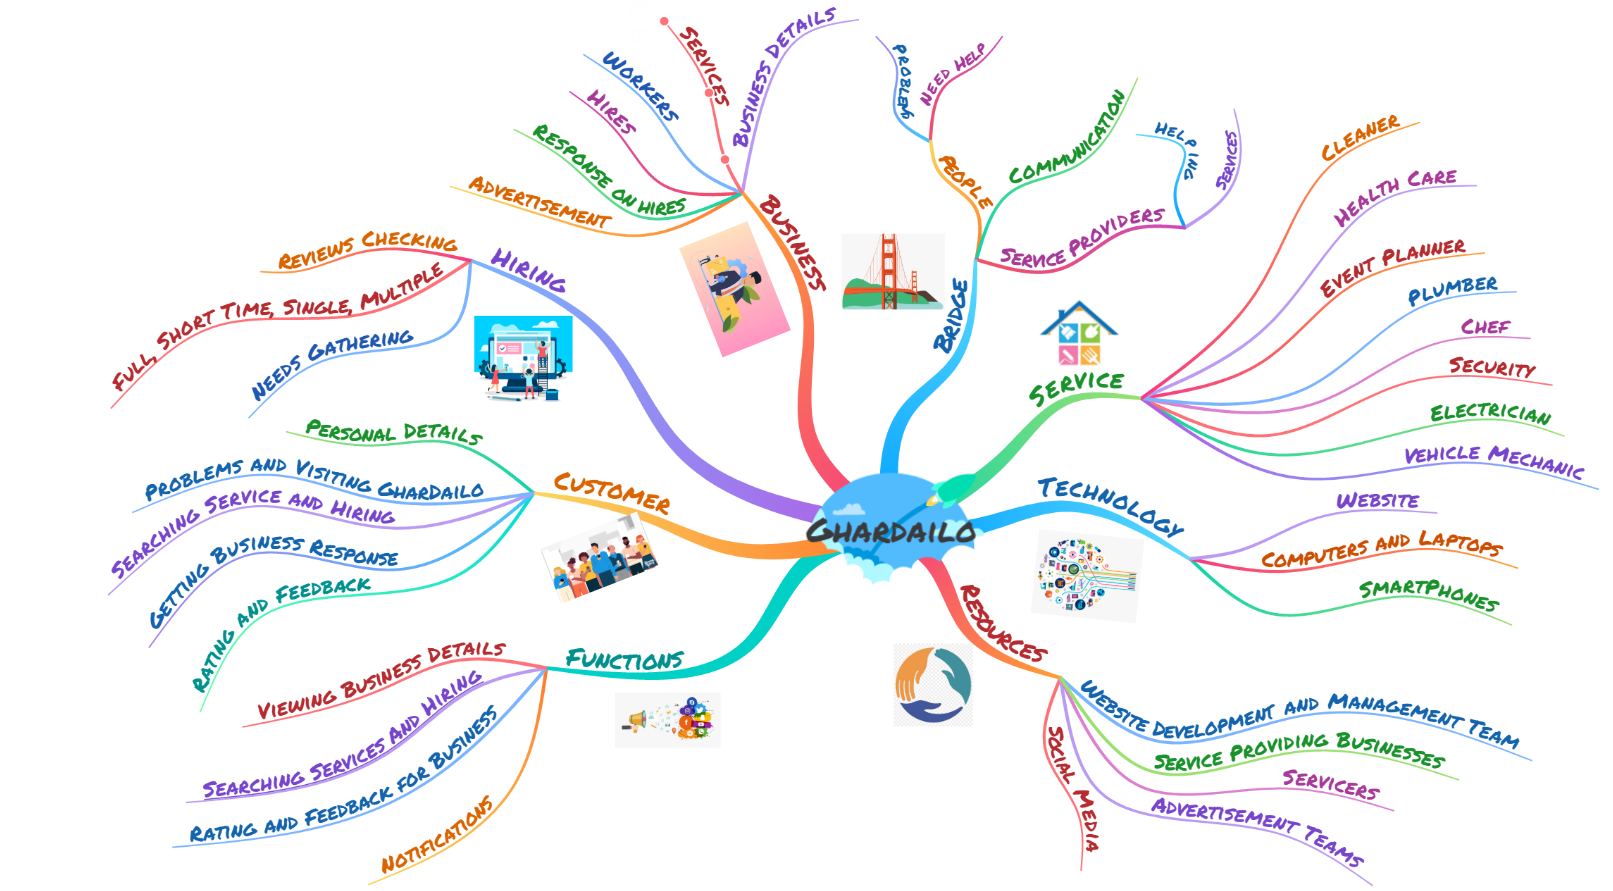 Ghardailo
Business
Business Details
Services
Workers
Hires
Response on hires
Advertisement
Bridge
People
Problems
Need Help
Communication
Service Providers
Helping
Services
Service
Cleaner
Health Care
Event Planner
Plumber
Chef
Security
Electrician
Vehicle Mechanic
Technology
Website
Computers and Laptops
SmartPhones
Resources
Website Development and Management Team
Service Providing Businesses
Servicers
Advertisement Teams
Social Media
Functions
Viewing Business Details
Searching Services And Hiring
Rating and Feedback for Business
Notifications
Customer
Personal Details
Problems and Visiting GharDailo
Searching Service and Hiring
Getting Business Response
Rating and Feedback
Hiring
Reviews Checking
Full, Short Time, Single, Multiple
Needs Gathering